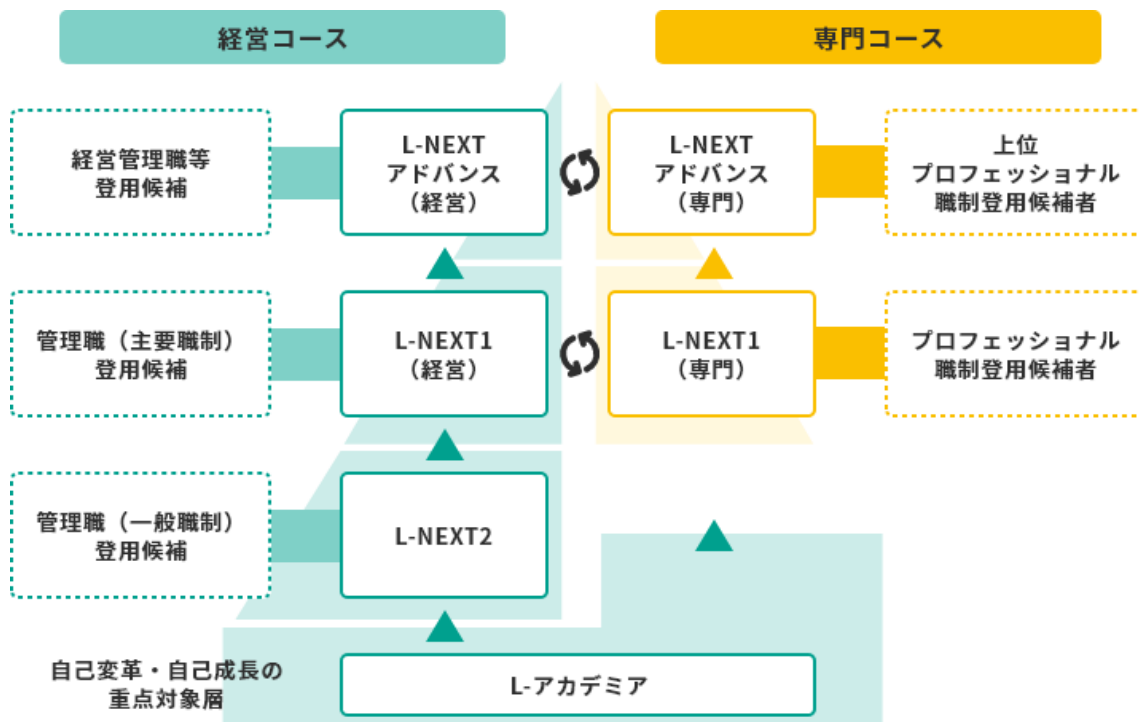 経営コース
専門コース
経営管理職等
登用候補
L-NEXT
アドバンス
（経営）
L-NEXT
アドバンス
（専門）
上位
プロフェッショナル
職制登用候補者
管理職（主要職制）
登用候補
L-NEXT1
（経営）
L-NEXT1
（専門）
プロフェッショナル
職制登用候補者
管理職（一般職制）
登用候補
L-NEXT2
自己変革・自己成長の
重点対象層
L-アカデミア